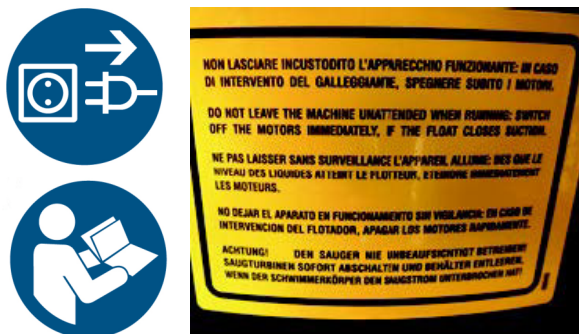 NON LASCIARE INCUSTODITO L'APPARECCHIO FUNZIONANTE: IN CASO
DI INTERVENTO DEL GALLEGGIANTE, SPEGNERE SUBITO I MOTORI.
DO NOT LEAVE THE MACHINE UNATTENDED WHEN RUNNING: SWITCH
OFF THE MOTORS IMMEDIATELY, IF THE FLOAT CLOSES SUCTION.
NE PAS LAISSER SANS SURVEILLANCE L'APPAREIL ALLUME: DES QUE LE
NIVEAU DES LIQUIDES ATTEINT LE FLOTTEUR, ETEINDRE IMMEDIATEMENT
LES MOTEURS.
NO DEJAR EL APARATO EN FUNCIONAMIENTO SIN VIGILANCIA: EN CASO DE
INTERVENCION DEL FLOTADOR, APAGAR LOS MOTORES RAPIDAMENTE.
ACHTUNG! DEN SAUGER NIE UNBEAUFSICHTIGT BETREIBEN!
SAUGTURBINEN SOFORT ABSCHALTEN UND BEHÄLTER ENTLEEREN,
WENN DER SCHWIMMERKÖRPER DEN SAUGSTROM UNTERBROCHEN HAT!